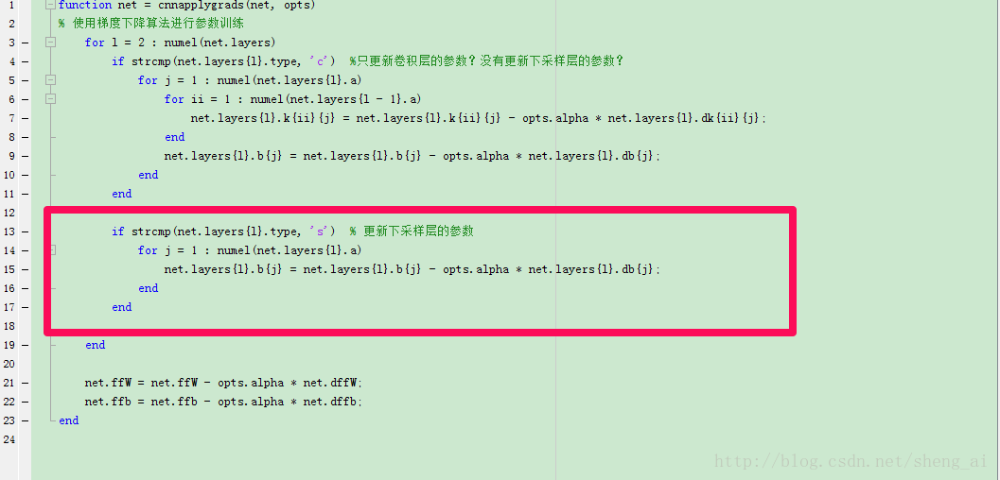 1 function net = cnnapplygrads(net, opts)
2 % 使用梯度下降算法进行参数训练
3 for l = 2 : numel(net.layers)
4 if strcmp(net.layers{l}.type, 'c') %只更新卷积层的参数？没有更新下采样层的参数？
5 for j = 1 : numel(net.layers{l}.a)
6 for ii = 1 : numel(net.layers{l - 1}.a)
7 net.layers{l}.k{ii}{j} = net.layers{l}.k{ii}{j} - opts.alpha * net.layers{l}.dk{ii}{j};
8 end
9 net.layers{l}.b{j} = net.layers{l}.b{j} - opts.alpha * net.layers{l}.db{j};
10 end
11 end
12
13 if strcmp(net.layers{l}.type, 's') % 更新下采样层的参数
14 for j = 1 : numel(net.layers{l}.a)
15 net.layers{l}.b{j} = net.layers{l}.b{j} - opts.alpha * net.layers{l}.db{j};
16 end
17 end
18
19 end
20
21 net.ffW = net.ffW - opts.alpha * net.dffW;
22 net.ffb = net.ffb - opts.alpha * net.dffb;
23 end
24
http://blog.csdn.net/sheng_ai